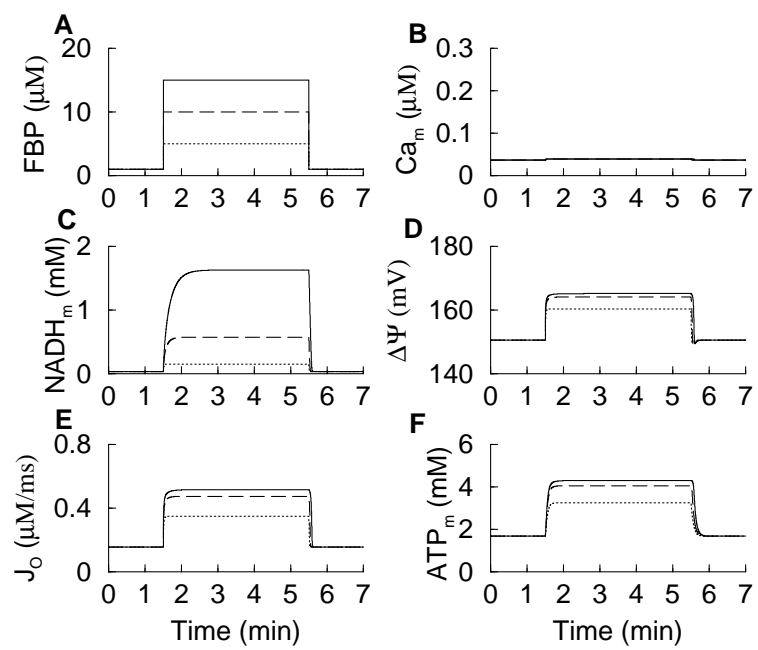 A
20
10
0
FBP (μM)
0 1 2 3 4 5 6 7
B
0.3
0.2
0.1
0
Ca_m (μM)
0 1 2 3 4 5 6 7
C
2
1
0
NADH_m (mM)
0 1 2 3 4 5 6 7
D
180
160
140
ΔΨ (mV)
0 1 2 3 4 5 6 7
E
0.8
0.4
0
J_O (μM/ms)
0 1 2 3 4 5 6 7
Time (min)
F
6
4
2
0
ATP_m (mM)
0 1 2 3 4 5 6 7
Time (min)